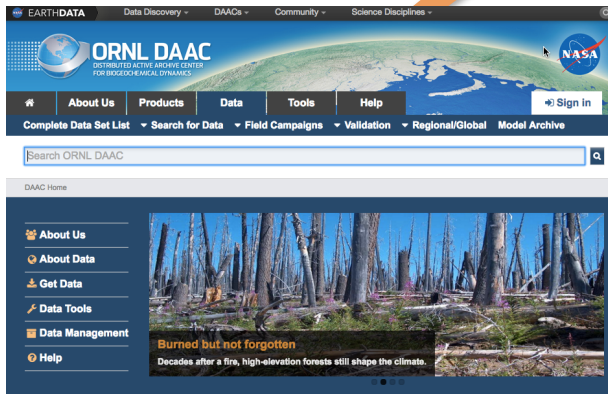 EARTHDATA Data Discovery DAACs Community Science Disciplines
ORNL DAAC
DISTRIBUTED ACTIVE ARCHIVE CENTER
FOR BIOGEOCHEMICAL DYNAMICS
NASA
About Us Products Data Tools Help Sign in
Complete Data Set List Search for Data Field Campaigns Validation Regional/Global Model Archive
Search ORNL DAAC
DAAC Home
About Us
About Data
Get Data
Data Tools
Data Management
Help
Burned but not forgotten
Decades after a fire, high-elevation forests still shape the climate.